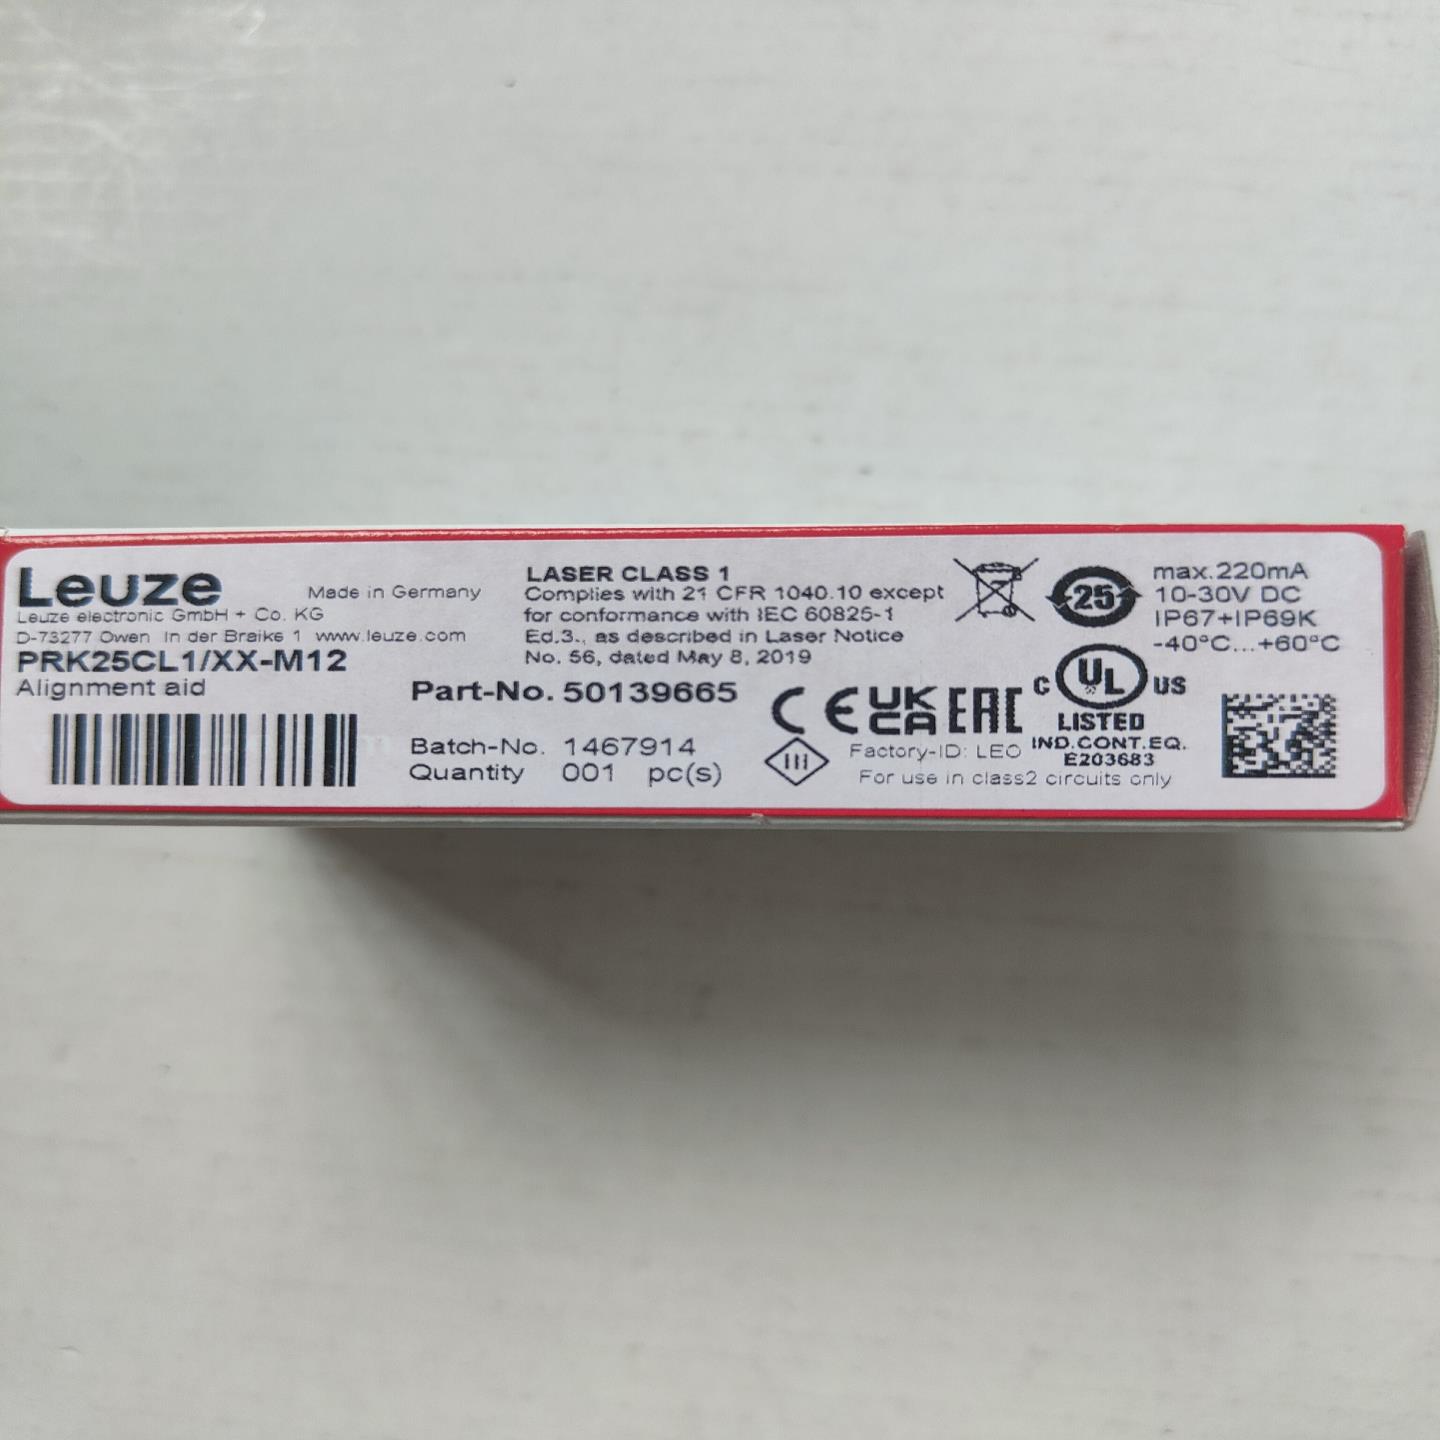 Leuze
Made in Germany
Leuze electronic GmbH + Co. KG
D-73277 Owen In der Braike 1 www.leuze.com
PRK25CL1/XX-M12
Alignment aid
LASER CLASS 1
Complies with 21 CFR 1040.10 except
for conformance with IEC 60825-1
Ed.3., as described in Laser Notice
No. 56, dated May 8, 2019
Part-No. 50139665
Batch-No. 1467914
Quantity 001 pc(s)
25
max.220mA
10-30V DC
IP67+IP69K
-40°C...+60°C
CE UK CA EAC
III
Factory-ID: LEO
For use in class2 circuits only
C UL US
LISTED
IND.CONT.EQ.
E203683